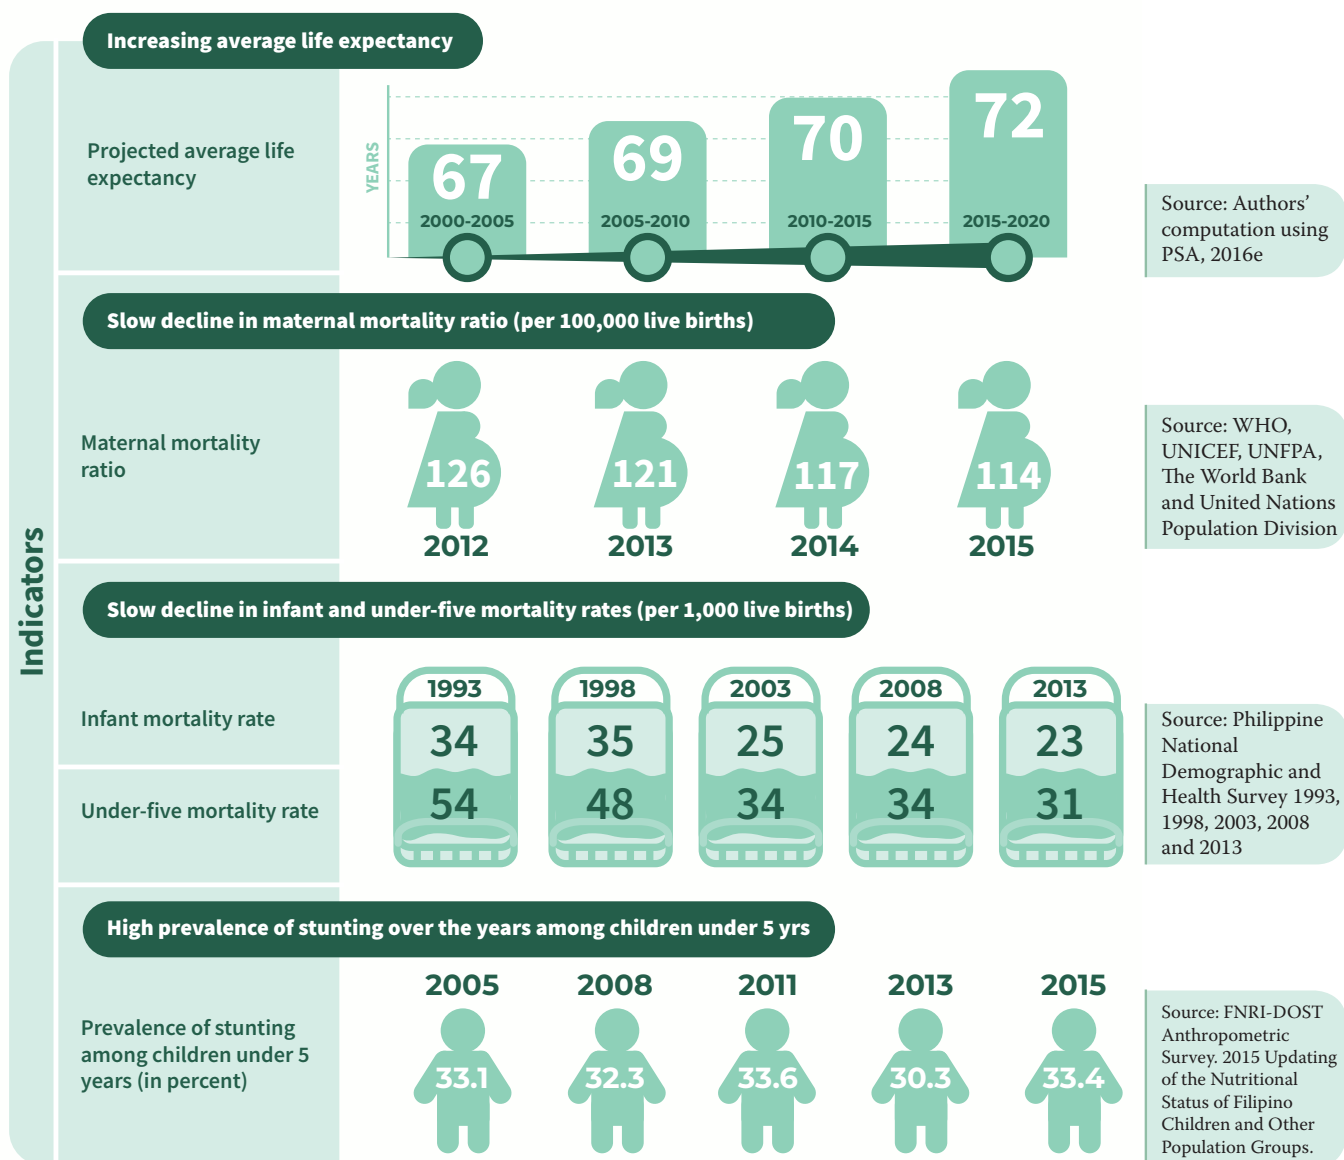 Increasing average life expectancy
Projected average life
expectancy
YEARS
67
69
70
72
2000-2005
2005-2010
2010-2015
2015-2020
Source: Authors’
computation using
PSA, 2016e
Slow decline in maternal mortality ratio (per 100,000 live births)
Maternal mortality
ratio
126
121
117
114
2012
2013
2014
2015
Source: WHO,
UNICEF, UNFPA,
The World Bank
and United Nations
Population Division
Indicators
Slow decline in infant and under-five mortality rates (per 1,000 live births)
1993
1998
2003
2008
2013
Infant mortality rate
34
35
25
24
23
Under-five mortality rate
54
48
34
34
31
Source: Philippine
National
Demographic and
Health Survey 1993,
1998, 2003, 2008
and 2013
High prevalence of stunting over the years among children under 5 yrs
2005
2008
2011
2013
2015
Prevalence of stunting
among children under 5
years (in percent)
33.1
32.3
33.6
30.3
33.4
Source: FNRI-DOST
Anthropometric
Survey. 2015 Updating
of the Nutritional
Status of Filipino
Children and Other
Population Groups.